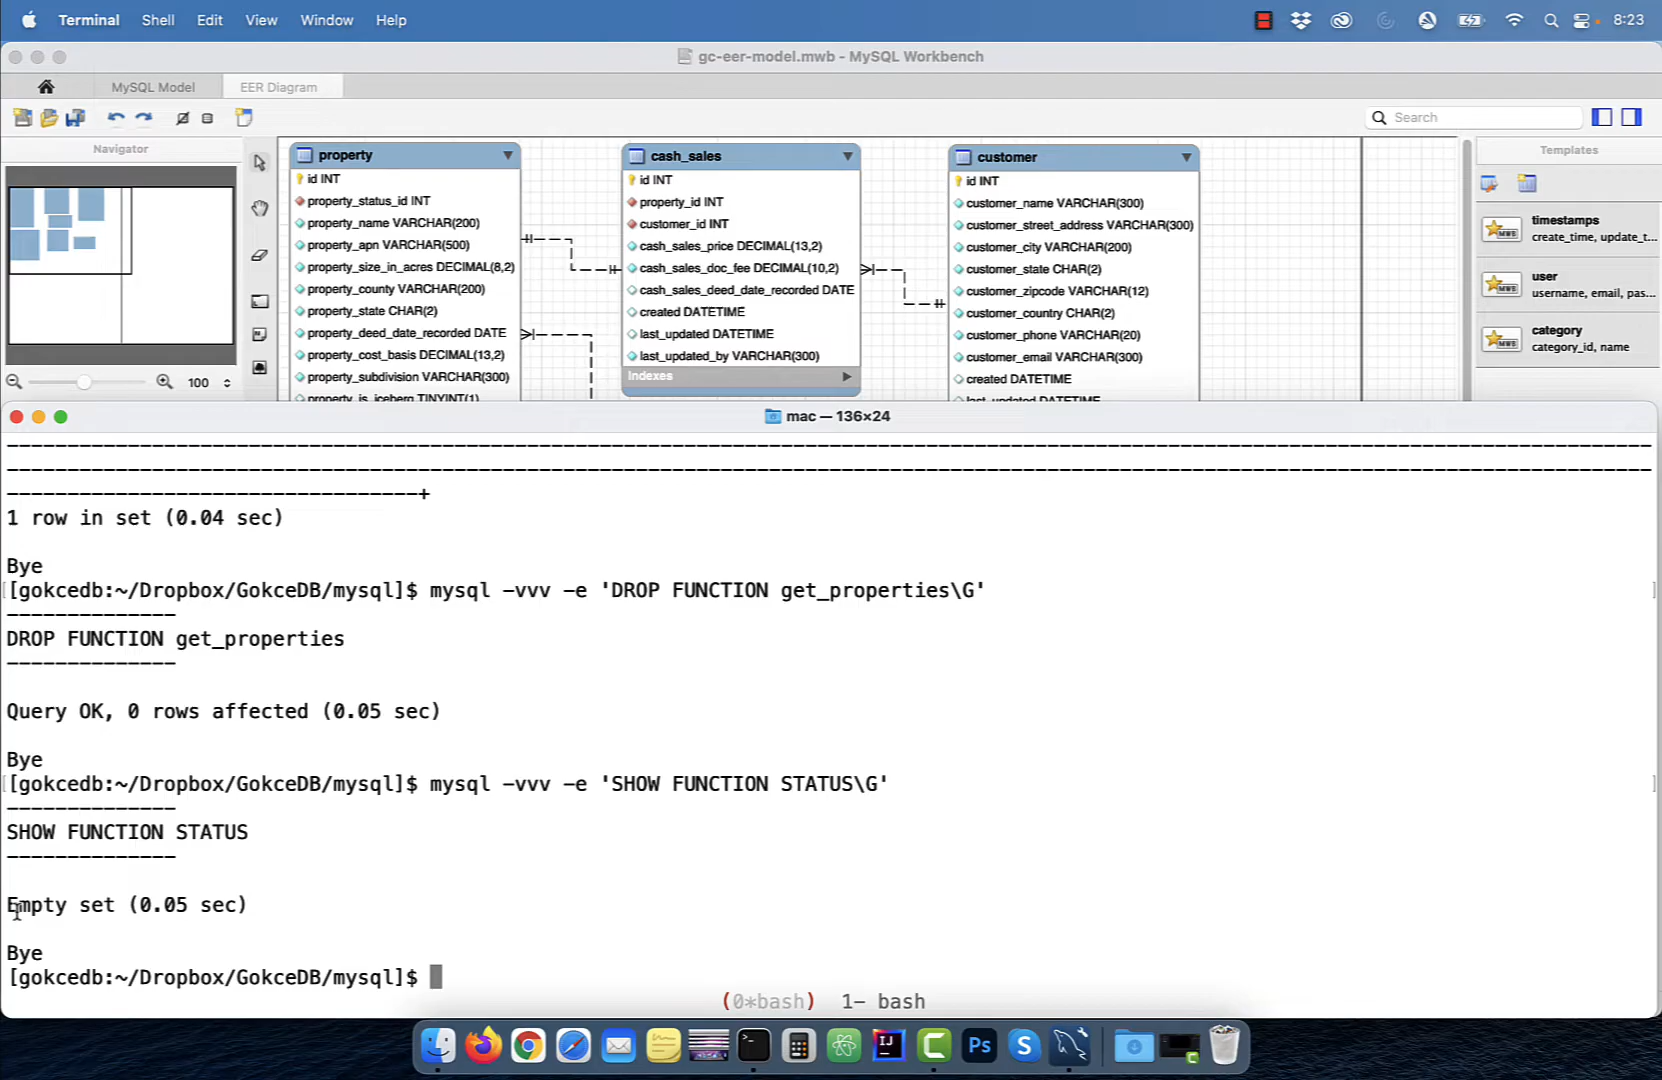 Terminal Shell Edit View Window Help 8:23
gc-eer-model.mwb - MySQL Workbench
MySQL Model EER Diagram
Search
Navigator
100
property
id INT
property_status_id INT
property_name VARCHAR(200)
property_apn VARCHAR(500)
property_size_in_acres DECIMAL(8,2)
property_county VARCHAR(200)
property_state CHAR(2)
property_deed_date_recorded DATE
property_cost_basis DECIMAL(13,2)
property_subdivision VARCHAR(300)
property_is_iceberg TINYINT(1)
cash_sales
id INT
property_id INT
customer_id INT
cash_sales_price DECIMAL(13,2)
cash_sales_doc_fee DECIMAL(10,2)
cash_sales_deed_date_recorded DATE
created DATETIME
last_updated DATETIME
last_updated_by VARCHAR(300)
Indexes
customer
id INT
customer_name VARCHAR(300)
customer_street_address VARCHAR(300)
customer_city VARCHAR(200)
customer_state CHAR(2)
customer_zipcode VARCHAR(12)
customer_country CHAR(2)
customer_phone VARCHAR(20)
customer_email VARCHAR(300)
created DATETIME
last_updated DATETIME
Templates
timestamps
create_time, update_t...
user
username, email, pas...
category
category_id, name
mac — 136×24
----------------------------------------------------------------------------------------------------------------------------------------
----------------------------------------------------------------------------------------------------------------------------------------
----------------------------------+
1 row in set (0.04 sec)
Bye
[gokcedb:~/Dropbox/GokceDB/mysql]$ mysql -vvv -e 'DROP FUNCTION get_properties\G'
--------------
DROP FUNCTION get_properties
--------------
Query OK, 0 rows affected (0.05 sec)
Bye
[gokcedb:~/Dropbox/GokceDB/mysql]$ mysql -vvv -e 'SHOW FUNCTION STATUS\G'
--------------
SHOW FUNCTION STATUS
--------------
Empty set (0.05 sec)
Bye
[gokcedb:~/Dropbox/GokceDB/mysql]$
(0*bash) 1- bash
IJ
Ps